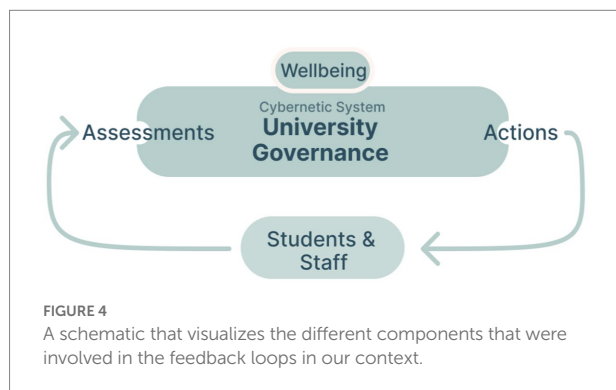 Wellbeing
Cybernetic System
University
Governance
Assessments
Actions
Students &
Staff
FIGURE 4
A schematic that visualizes the different components that were
involved in the feedback loops in our context.